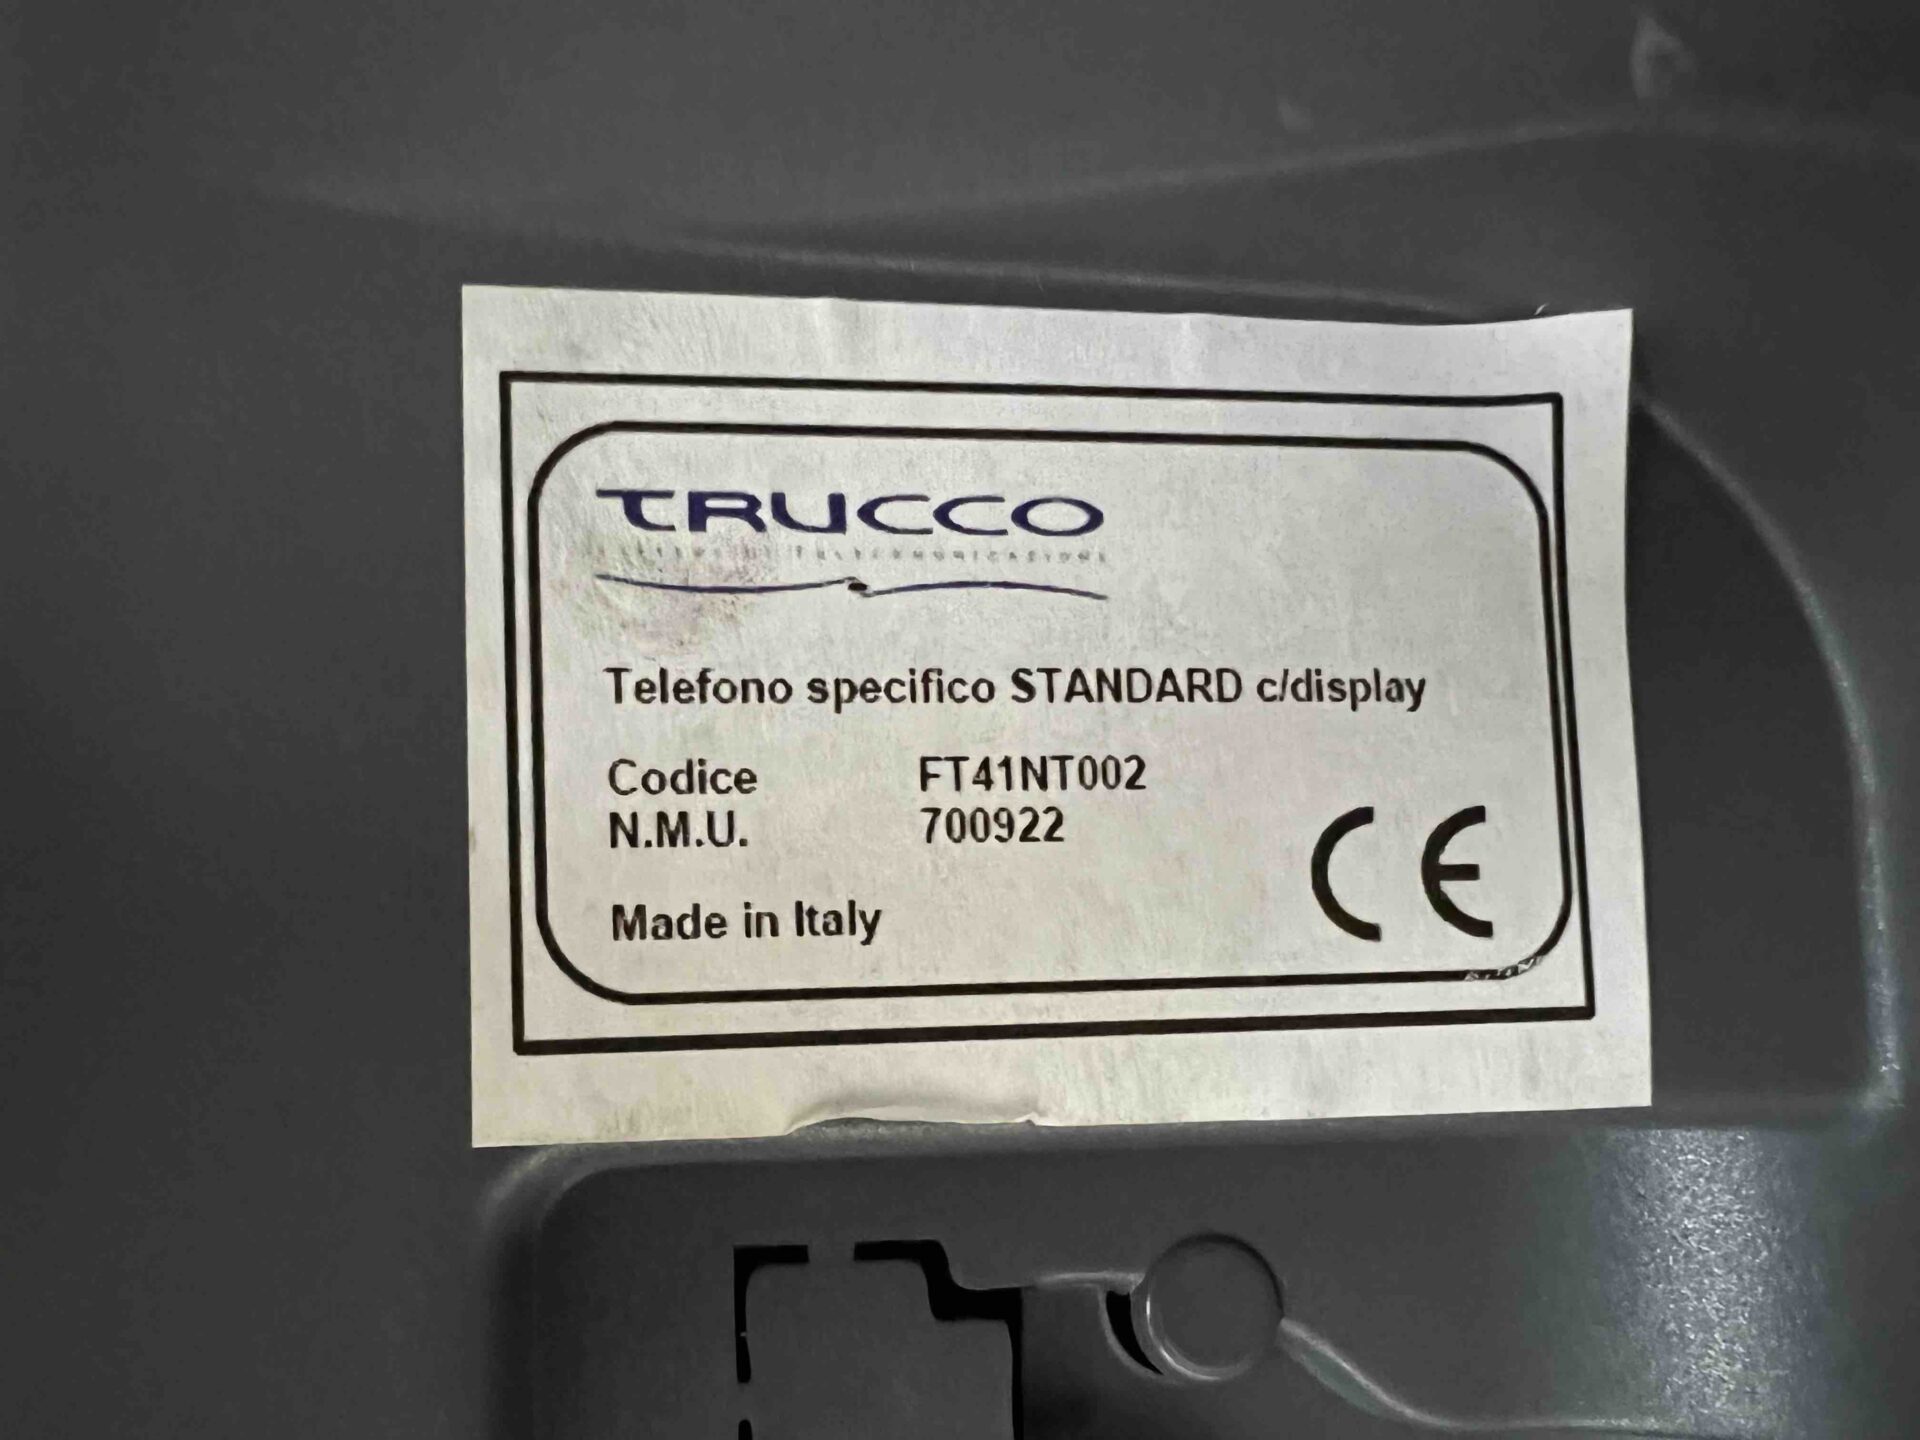 TRUCCO
Telefono specifico STANDARD c/display
Codice FT41NT002
N.M.U. 700922
Made in Italy
CE